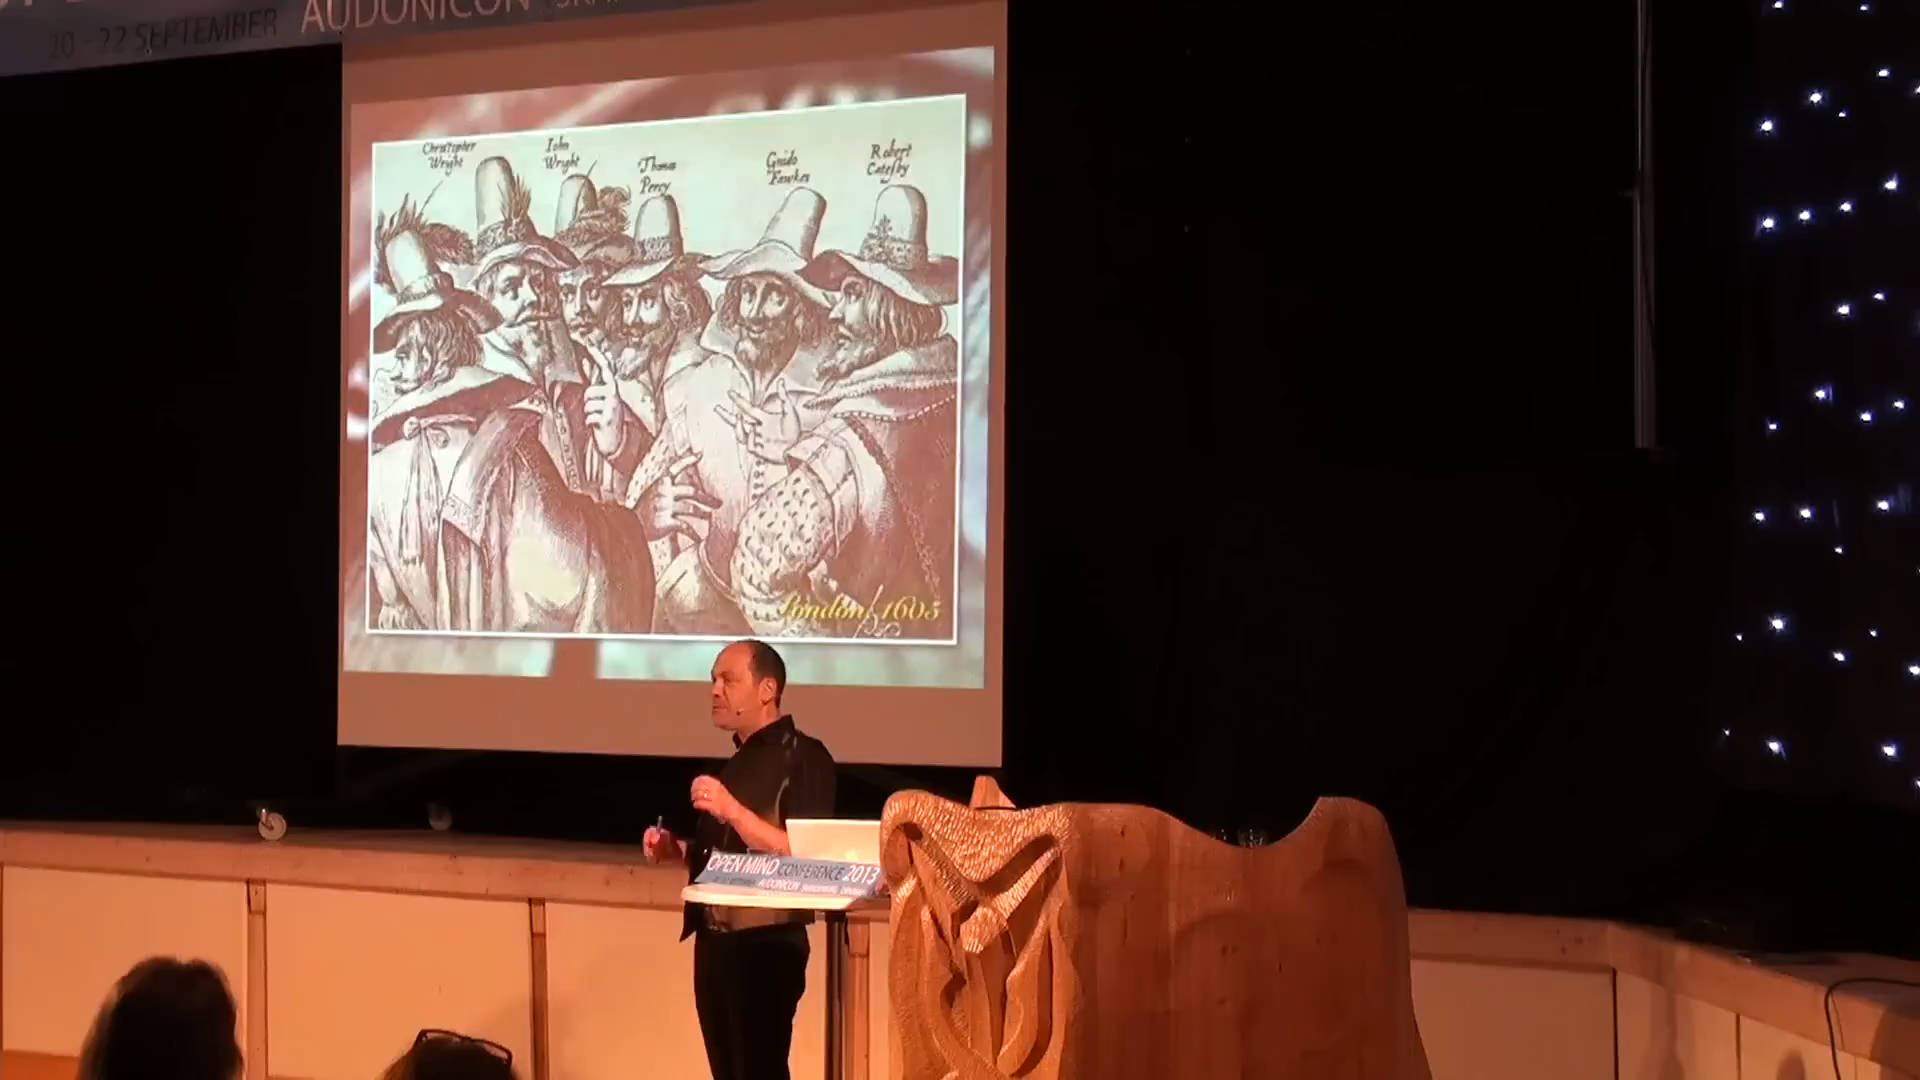 20 - 22 SEPTEMBER AUDONICON
Christopher
Wright
Iohn
Wright
Thomas
Percy
Guido
Fawkes
Robert
Catesby
London, 1605
OPEN MIND CONFERENCE 2013
AUDONICON